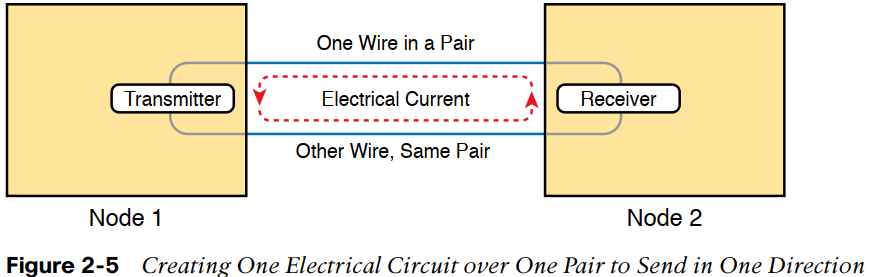 One Wire in a Pair
Transmitter
Electrical Current
Receiver
Other Wire, Same Pair
Node 1
Node 2
Figure 2-5 Creating One Electrical Circuit over One Pair to Send in One Direction